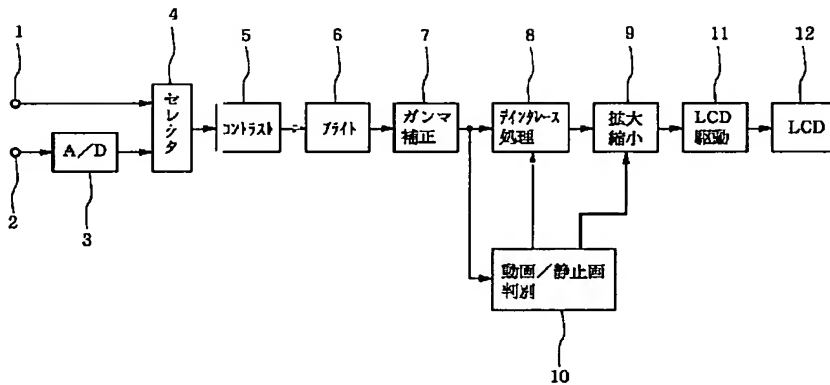 1
2
A/D
3
4
セレクタ
5
コントラスト
6
ブライト
7
ガンマ
補正
8
デインタレース
処理
9
拡大
縮小
11
LCD
駆動
12
LCD
動画/静止画
判別
10